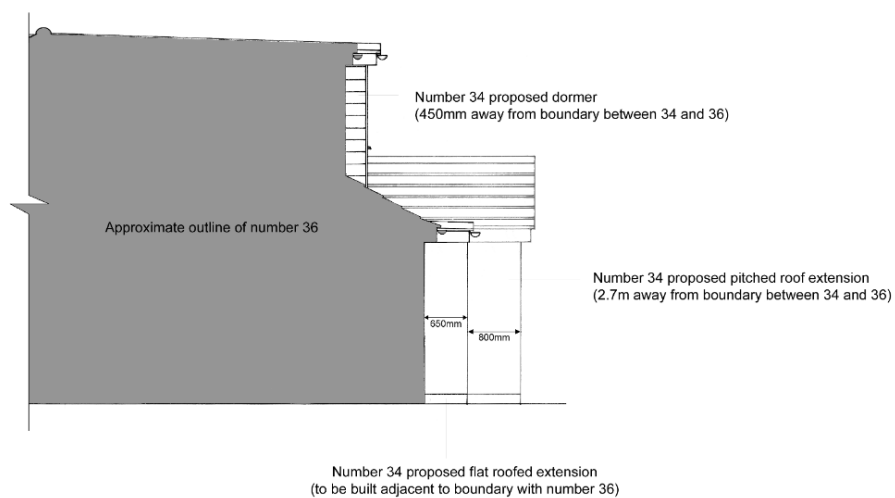 Number 34 proposed dormer
(450mm away from boundary between 34 and 36)
Approximate outline of number 36
Number 34 proposed pitched roof extension
(2.7m away from boundary between 34 and 36)
650mm
800mm
Number 34 proposed flat roofed extension
(to be built adjacent to boundary with number 36)